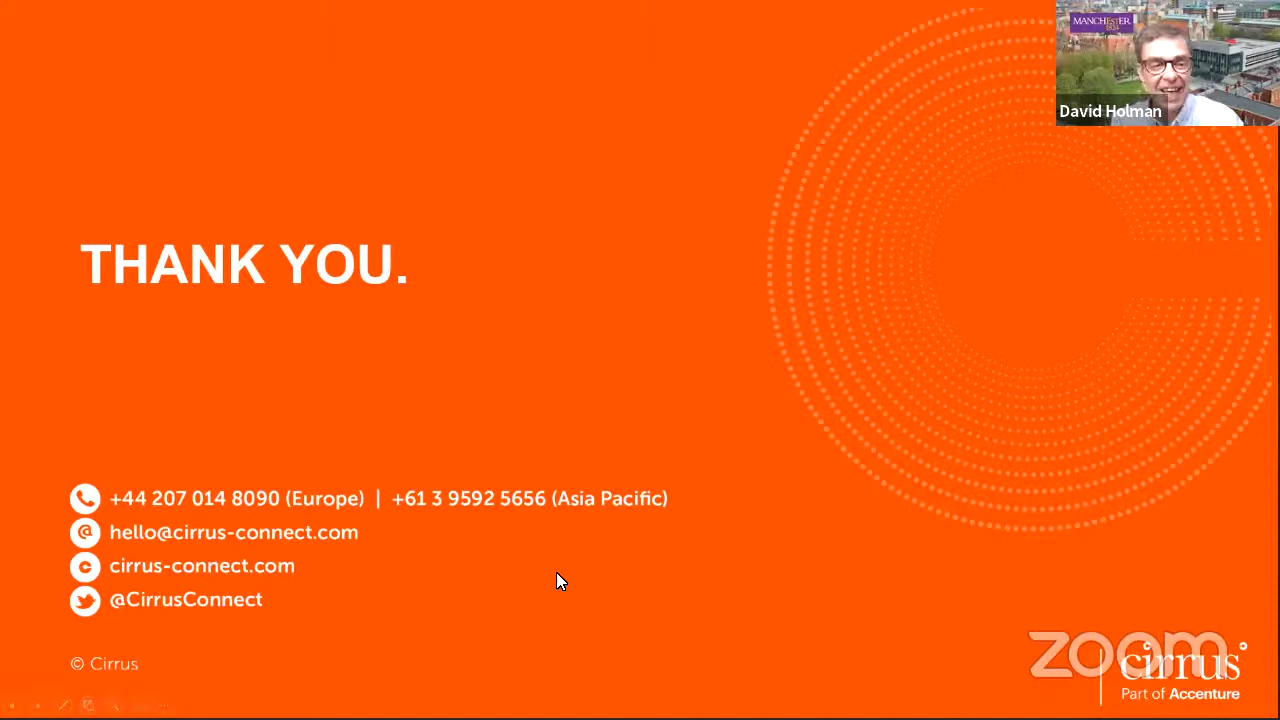 MANCHESTER
1824
David Holman
THANK YOU.
+44 207 014 8090 (Europe) | +61 3 9592 5656 (Asia Pacific)
@ hello@cirrus-connect.com
c cirrus-connect.com
@CirrusConnect
© Cirrus
zoom
cirrus
Part of Accenture